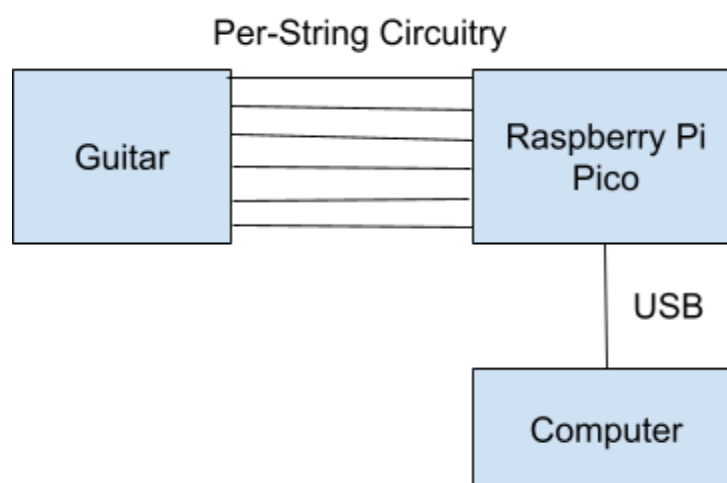 Per-String Circuitry
Guitar
Raspberry Pi
Pico
USB
Computer